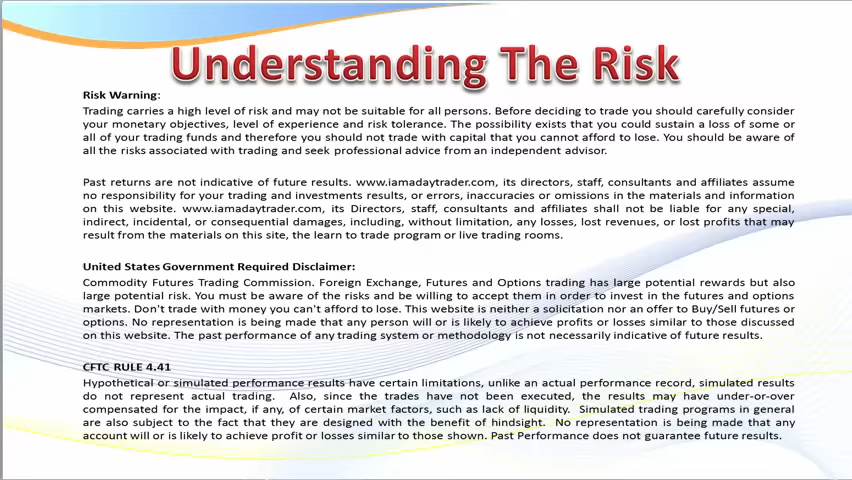 Understanding The Risk
Risk Warning:
Trading carries a high level of risk and may not be suitable for all persons. Before deciding to trade you should carefully consider
your monetary objectives, level of experience and risk tolerance. The possibility exists that you could sustain a loss of some or
all of your trading funds and therefore you should not trade with capital that you cannot afford to lose. You should be aware of
all the risks associated with trading and seek professional advice from an independent advisor.
Past returns are not indicative of future results. www.iamadaytrader.com, its directors, staff, consultants and affiliates assume
no responsibility for your trading and investments results, or errors, inaccuracies or omissions in the materials and information
on this website. www.iamadaytrader.com, its Directors, staff, consultants and affiliates shall not be liable for any special,
indirect, incidental, or consequential damages, including, without limitation, any losses, lost revenues, or lost profits that may
result from the materials on this site, the learn to trade program or live trading rooms.
United States Government Required Disclaimer:
Commodity Futures Trading Commission. Foreign Exchange, Futures and Options trading has large potential rewards but also
large potential risk. You must be aware of the risks and be willing to accept them in order to invest in the futures and options
markets. Don't trade with money you can't afford to lose. This website is neither a solicitation nor an offer to Buy/Sell futures or
options. No representation is being made that any person will or is likely to achieve profits or losses similar to those discussed
on this website. The past performance of any trading system or methodology is not necessarily indicative of future results.
CFTC RULE 4.41
Hypothetical or simulated performance results have certain limitations, unlike an actual performance record, simulated results
do not represent actual trading. Also, since the trades have not been executed, the results may have under-or-over
compensated for the impact, if any, of certain market factors, such as lack of liquidity. Simulated trading programs in general
are also subject to the fact that they are designed with the benefit of hindsight. No representation is being made that any
account will or is likely to achieve profit or losses similar to those shown. Past Performance does not guarantee future results.